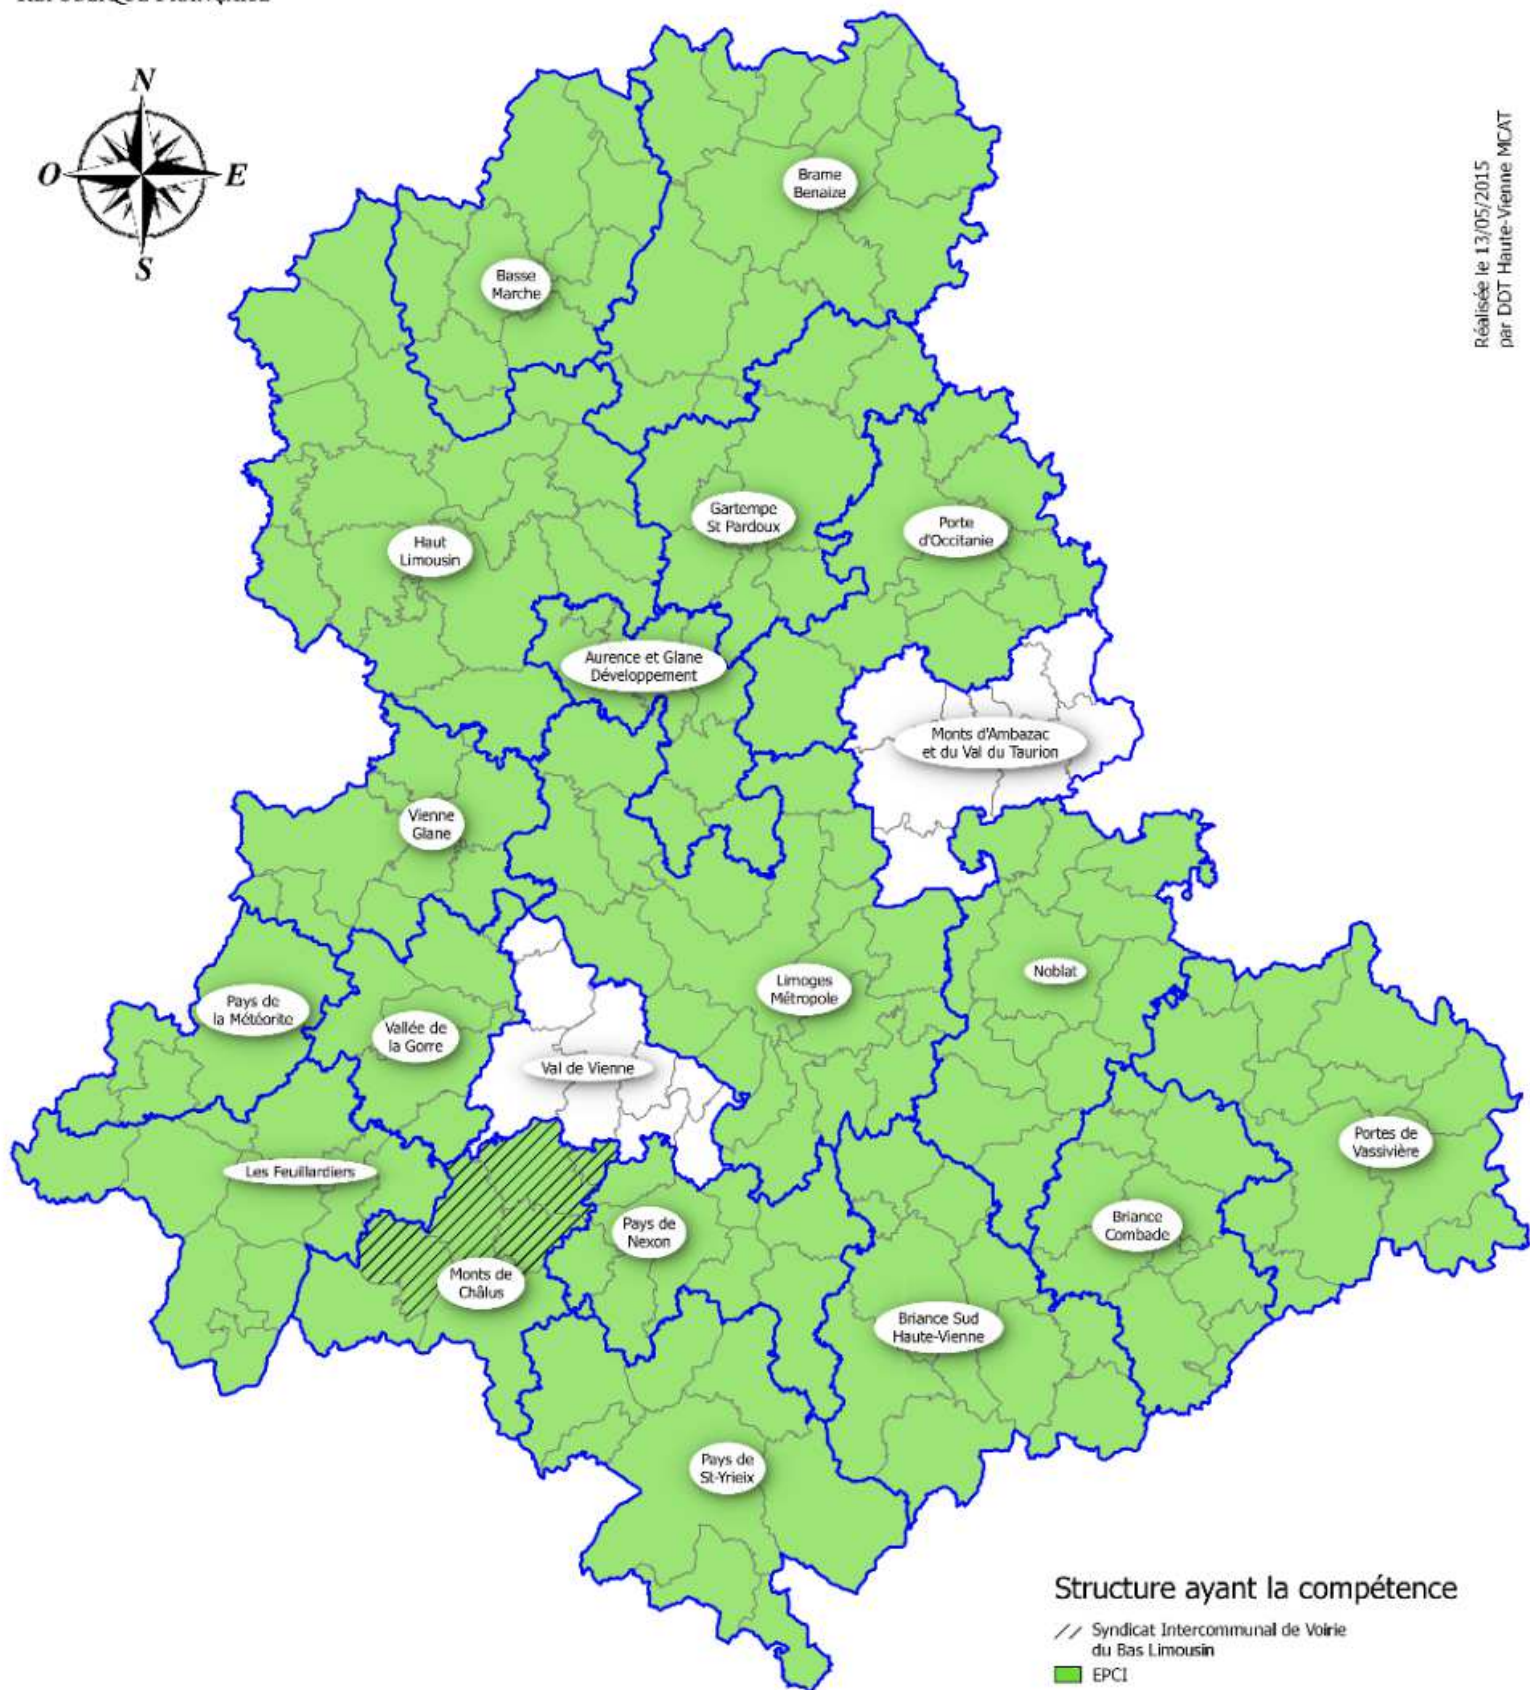 N
O
E
S
Réalisée le 13/05/2015
par DDT Haute-Vienne MCAT
Brame
Benaize
Basse
Marche
Gartempe
St Pardoux
Porte
d'Occitanie
Haut
Limousin
Aurence et Glane
Développement
Monts d'Ambazac
et du Val du Taurion
Vienne
Glane
Noblat
Limoges
Métropole
Pays de
la Météorite
Vallée de
la Gorre
Val de Vienne
Portes de
Vassivière
Les Feuillardiers
Pays de
Nexon
Briance
Combade
Monts de
Châlus
Briance Sud
Haute-Vienne
Pays de
St-Yrieix
Structure ayant la compétence
Syndicat Intercommunal de Voirie
du Bas Limousin
EPCI